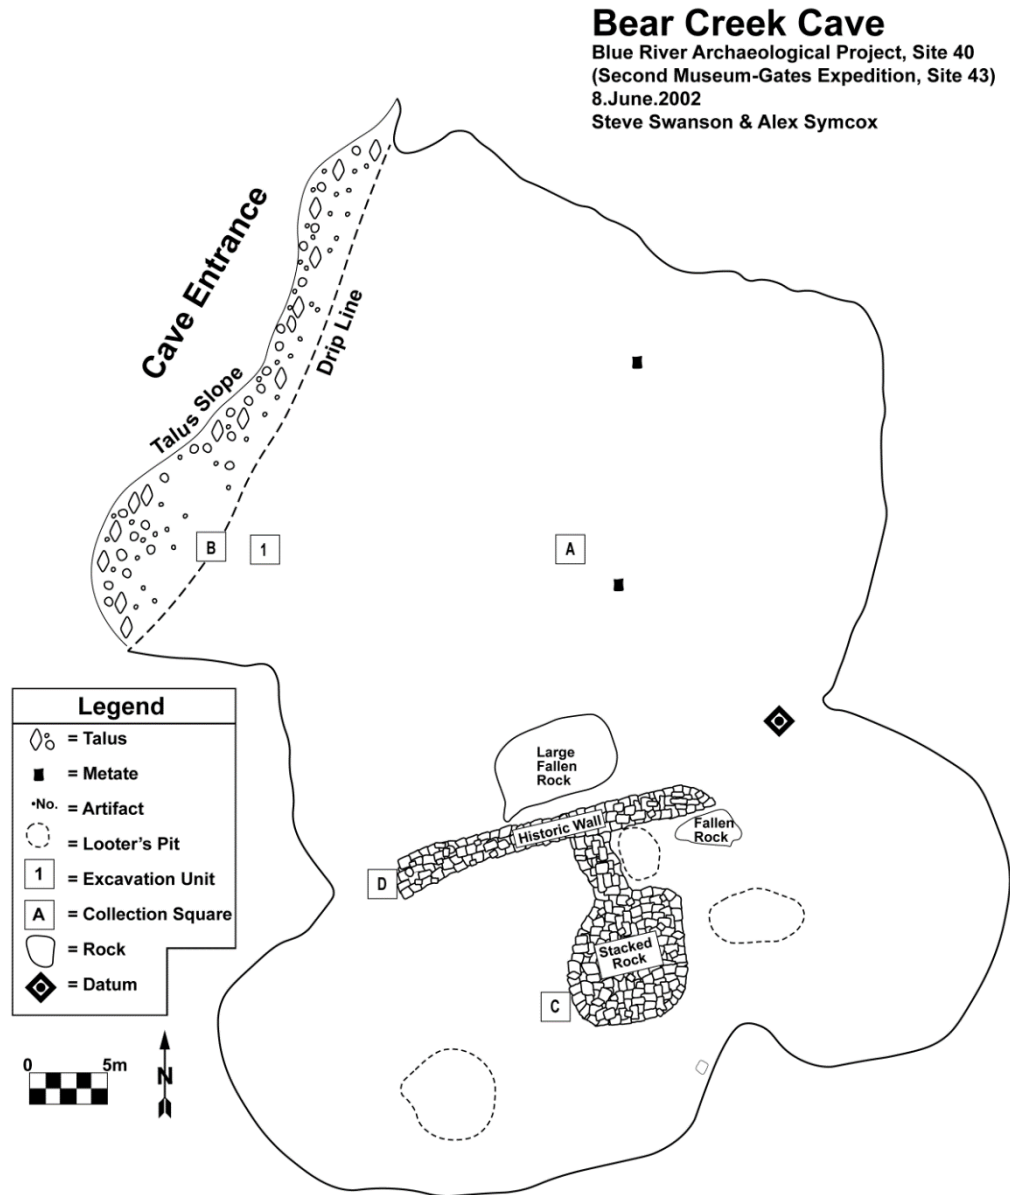 Bear Creek Cave
Blue River Archaeological Project, Site 40
(Second Museum-Gates Expedition, Site 43)
8.June.2002
Steve Swanson & Alex Symcox
Cave Entrance
Drip Line
Talus Slope
B
1
A
Large
Fallen
Rock
Historic Wall
Fallen
Rock
D
Stacked
Rock
C
Legend
= Talus
= Metate
•No. = Artifact
= Looter's Pit
1 = Excavation Unit
A = Collection Square
= Rock
= Datum
0 5m
N